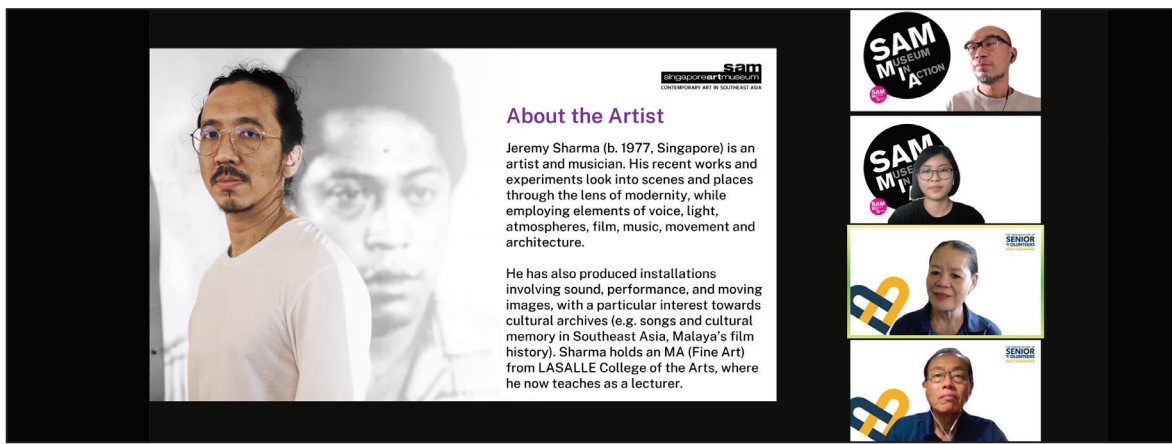 sam
singaporeartmuseum
CONTEMPORARY ART IN SOUTHEAST ASIA
About the Artist
Jeremy Sharma (b. 1977, Singapore) is an
artist and musician. His recent works and
experiments look into scenes and places
through the lens of modernity, while
employing elements of voice, light,
atmospheres, film, music, movement and
architecture.
He has also produced installations
involving sound, performance, and moving
images, with a particular interest towards
cultural archives (e.g. songs and cultural
memory in Southeast Asia, Malaya's film
history). Sharma holds an MA (Fine Art)
from LASALLE College of the Arts, where
he now teaches as a lecturer.
SAM
MUSEUM
IN
ACTION
SAM
SAM
SAM
SENIOR
VOLUNTEERS
SENIOR
VOLUNTEERS